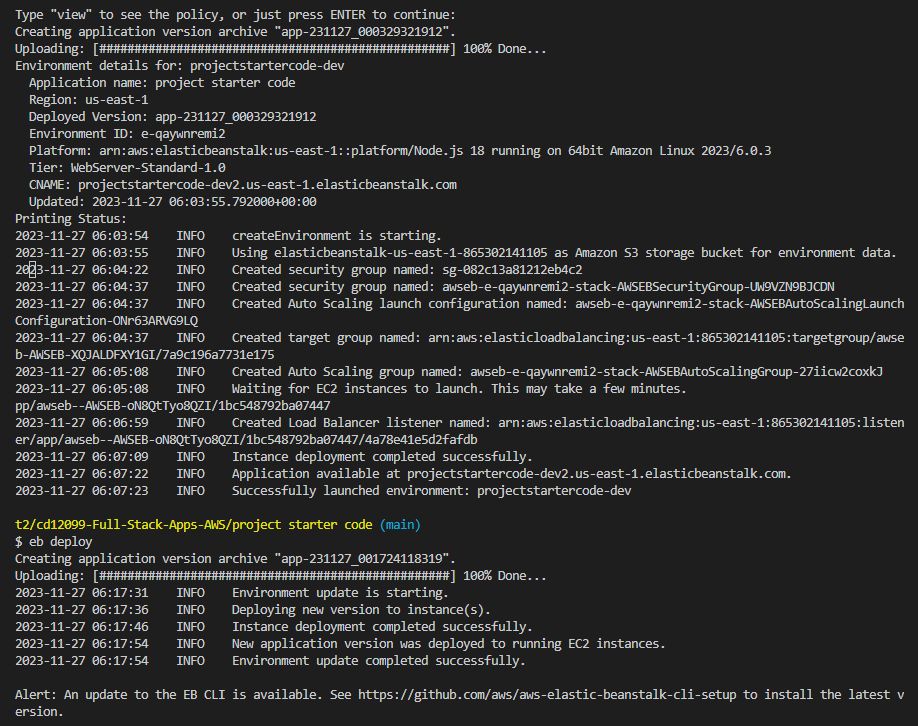 Type "view" to see the policy, or just press ENTER to continue:
Creating application version archive "app-231127_000329321912".
Uploading: [##################################################] 100% Done...
Environment details for: projectstartercode-dev
  Application name: project starter code
  Region: us-east-1
  Deployed Version: app-231127_000329321912
  Environment ID: e-qaywnremi2
  Platform: arn:aws:elasticbeanstalk:us-east-1::platform/Node.js 18 running on 64bit Amazon Linux 2023/6.0.3
  Tier: WebServer-Standard-1.0
  CNAME: projectstartercode-dev2.us-east-1.elasticbeanstalk.com
  Updated: 2023-11-27 06:03:55.792000+00:00
Printing Status:
2023-11-27 06:03:54    INFO    createEnvironment is starting.
2023-11-27 06:03:55    INFO    Using elasticbeanstalk-us-east-1-865302141105 as Amazon S3 storage bucket for environment data.
2023-11-27 06:04:22    INFO    Created security group named: sg-082c13a81212eb4c2
2023-11-27 06:04:37    INFO    Created security group named: awseb-e-qaywnremi2-stack-AWSEBSecurityGroup-UW9VZN9BJCDN
2023-11-27 06:04:37    INFO    Created Auto Scaling launch configuration named: awseb-e-qaywnremi2-stack-AWSEBAutoScalingLaunch
Configuration-ONr63ARVG9LQ
2023-11-27 06:04:37    INFO    Created target group named: arn:aws:elasticloadbalancing:us-east-1:865302141105:targetgroup/awse
b-AWSEB-XQJALDFXY1GI/7a9c196a7731e175
2023-11-27 06:05:08    INFO    Created Auto Scaling group named: awseb-e-qaywnremi2-stack-AWSEBAutoScalingGroup-27iicw2coxkJ
2023-11-27 06:05:08    INFO    Waiting for EC2 instances to launch. This may take a few minutes.
pp/awseb--AWSEB-oN8QtTyo8QZI/1bc548792ba07447
2023-11-27 06:06:59    INFO    Created Load Balancer listener named: arn:aws:elasticloadbalancing:us-east-1:865302141105:listen
er/app/awseb--AWSEB-oN8QtTyo8QZI/1bc548792ba07447/4a78e41e5d2fafdb
2023-11-27 06:07:09    INFO    Instance deployment completed successfully.
2023-11-27 06:07:22    INFO    Application available at projectstartercode-dev2.us-east-1.elasticbeanstalk.com.
2023-11-27 06:07:23    INFO    Successfully launched environment: projectstartercode-dev
t2/cd12099-Full-Stack-Apps-AWS/project starter code (main)
$ eb deploy
Creating application version archive "app-231127_001724118319".
Uploading: [##################################################] 100% Done...
2023-11-27 06:17:31    INFO    Environment update is starting.
2023-11-27 06:17:36    INFO    Deploying new version to instance(s).
2023-11-27 06:17:46    INFO    Instance deployment completed successfully.
2023-11-27 06:17:54    INFO    New application version was deployed to running EC2 instances.
2023-11-27 06:17:54    INFO    Environment update completed successfully.
Alert: An update to the EB CLI is available. See https://github.com/aws/aws-elastic-beanstalk-cli-setup to install the latest v
ersion.